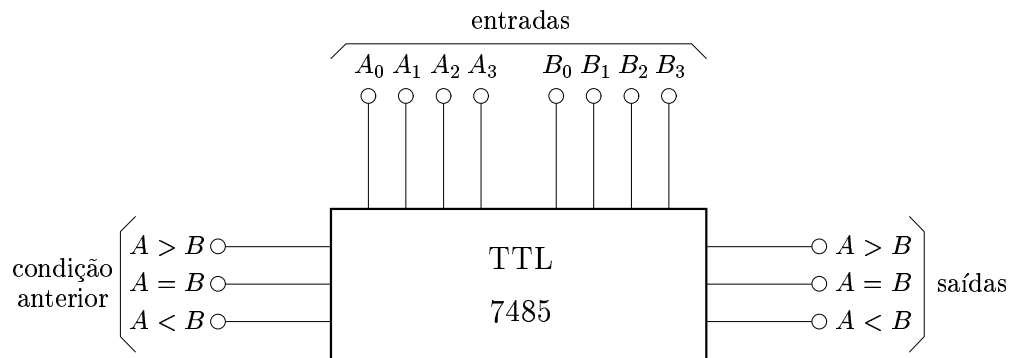 entradas
A₀ A₁ A₂ A₃ B₀ B₁ B₂ B₃
condição
anterior
A > B
A = B
A < B
TTL
7485
A > B
A = B
A < B
saídas